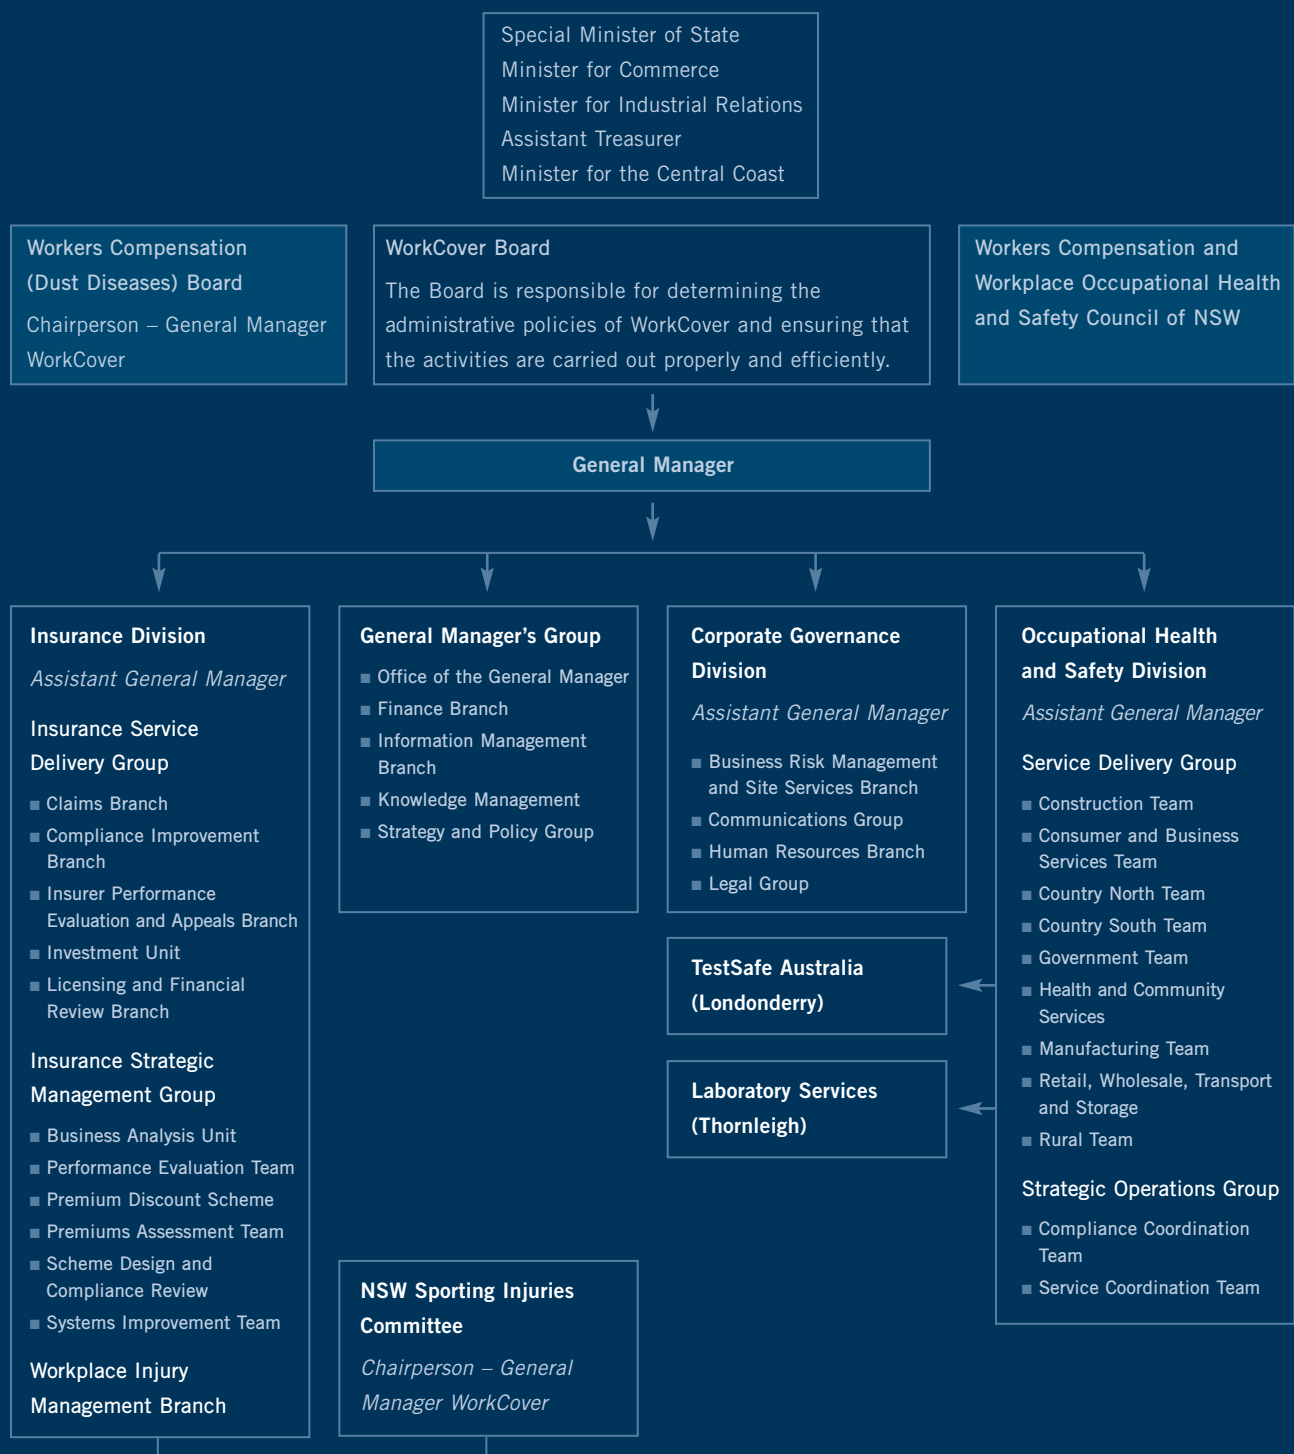 Special Minister of State
Minister for Commerce
Minister for Industrial Relations
Assistant Treasurer
Minister for the Central Coast
Workers Compensation
(Dust Diseases) Board
Chairperson – General Manager
WorkCover
WorkCover Board
The Board is responsible for determining the
administrative policies of WorkCover and ensuring that
the activities are carried out properly and efficiently.
Workers Compensation and
Workplace Occupational Health
and Safety Council of NSW
General Manager
Insurance Division
Assistant General Manager
Insurance Service
Delivery Group
■ Claims Branch
■ Compliance Improvement
Branch
■ Insurer Performance
Evaluation and Appeals Branch
■ Investment Unit
■ Licensing and Financial
Review Branch
Insurance Strategic
Management Group
■ Business Analysis Unit
■ Performance Evaluation Team
■ Premium Discount Scheme
■ Premiums Assessment Team
■ Scheme Design and
Compliance Review
■ Systems Improvement Team
Workplace Injury
Management Branch
General Manager’s Group
■ Office of the General Manager
■ Finance Branch
■ Information Management
Branch
■ Knowledge Management
■ Strategy and Policy Group
Corporate Governance
Division
Assistant General Manager
■ Business Risk Management
and Site Services Branch
■ Communications Group
■ Human Resources Branch
■ Legal Group
TestSafe Australia
(Londonderry)
Laboratory Services
(Thornleigh)
Occupational Health
and Safety Division
Assistant General Manager
Service Delivery Group
■ Construction Team
■ Consumer and Business
Services Team
■ Country North Team
■ Country South Team
■ Government Team
■ Health and Community
Services
■ Manufacturing Team
■ Retail, Wholesale, Transport
and Storage
■ Rural Team
Strategic Operations Group
■ Compliance Coordination
Team
■ Service Coordination Team
NSW Sporting Injuries
Committee
Chairperson – General
Manager WorkCover